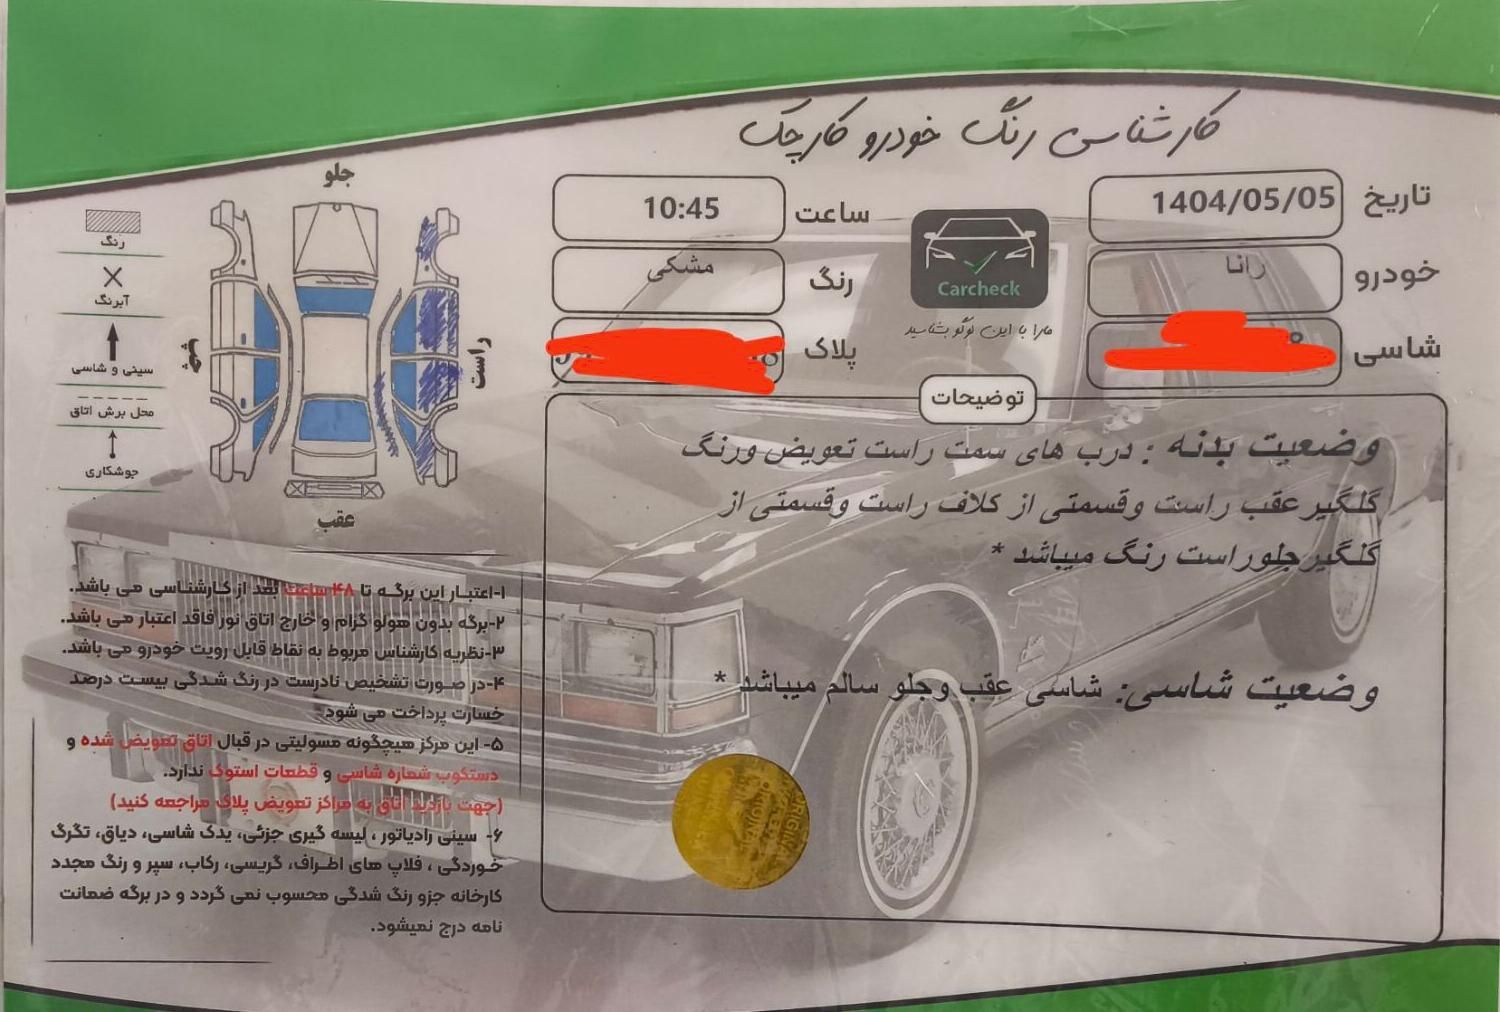 کارشناسی رنگ خودرو کارچک
تاریخ 1404/05/05
ساعت 10:45
خودرو رانا
رنگ مشکی
شاسی
پلاک
Carcheck
مارا با این لوگو بشناسید
جلو
راست
چپ
عقب
رنگ
آبرنگ
سینی و شاسی
محل برش اتاق
جوشکاری
توضیحات
وضعیت بدنه : درب های سمت راست تعویض ورنگ
گلگیر عقب راست وقسمتی از کلاف راست وقسمتی از
گلگیر جلو راست رنگ میباشد *
وضعیت شاسی: شاسی عقب وجلو سالم میباشد *
۱-اعتبار این برگه تا ۴۸ ساعت بعد از کارشناسی می باشد.
۲-برگه بدون هولو گرام و خارج اتاق نور فاقد اعتبار می باشد.
۳-نظریه کارشناس مربوط به نقاط قابل رویت خودرو می باشد.
۴-در صورت تشخیص نادرست در رنگ شدگی بیست درصد
خسارت پرداخت می شود.
۵- این مرکز هیچگونه مسولیتی در قبال اتاق تعویض شده و
دستکوب شماره شاسی و قطعات استوک ندارد.
(جهت بازدید اتاق به مراکز تعویض پلاک مراجعه کنید)
۶- سینی رادیاتور ، لیسه گیری جزئی، یدک شاسی، دیاق، تگرگ
خوردگی ، فلاپ های اطراف، گریسی، رکاب، سپر و رنگ مجدد
کارخانه جزو رنگ شدگی محسوب نمی گردد و در برگه ضمانت
نامه درج نمیشود.